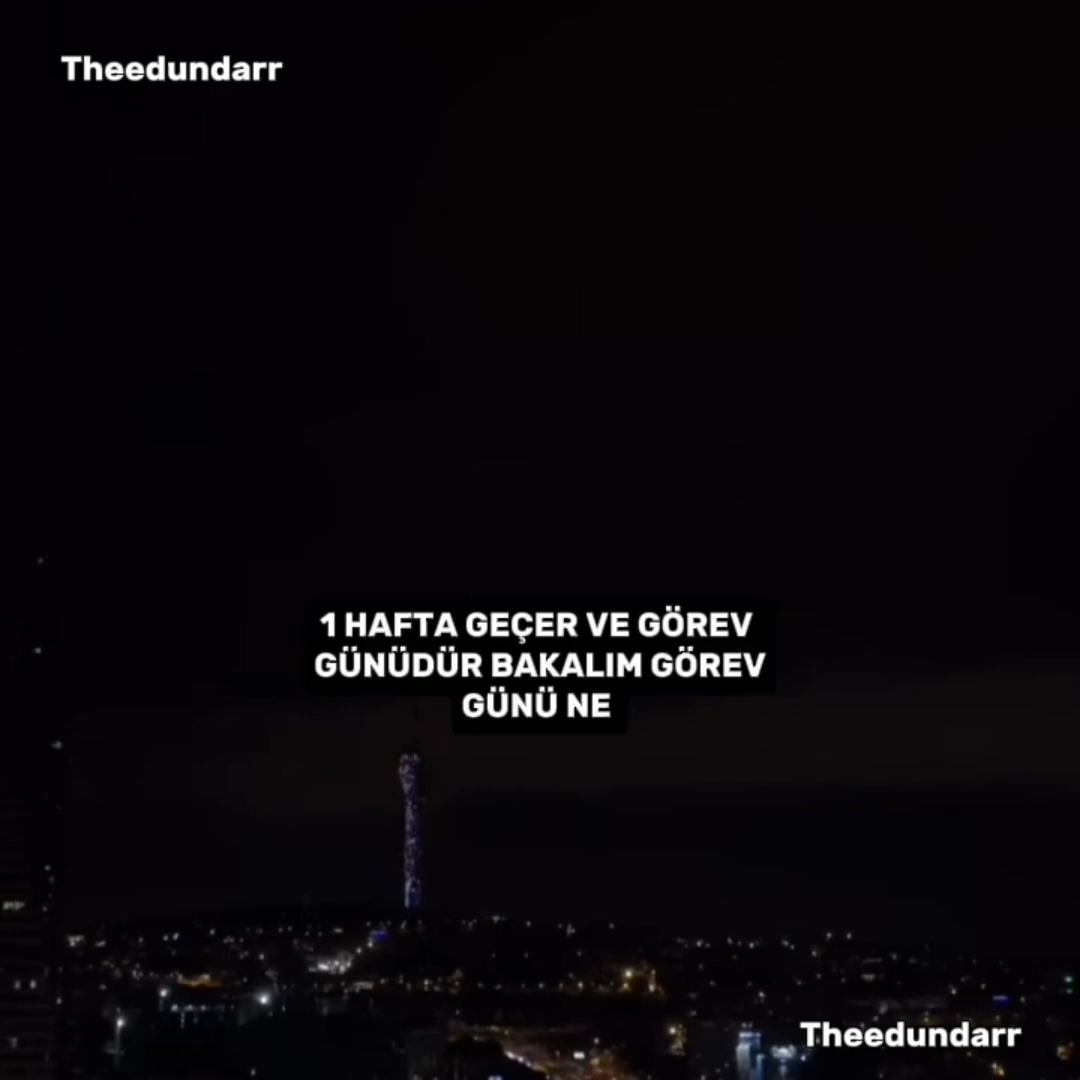 Theedundarr
1 HAFTA GEÇER VE GÖREV
GÜNÜDÜR BAKALIM GÖREV
GÜNÜ NE
Theedundarr